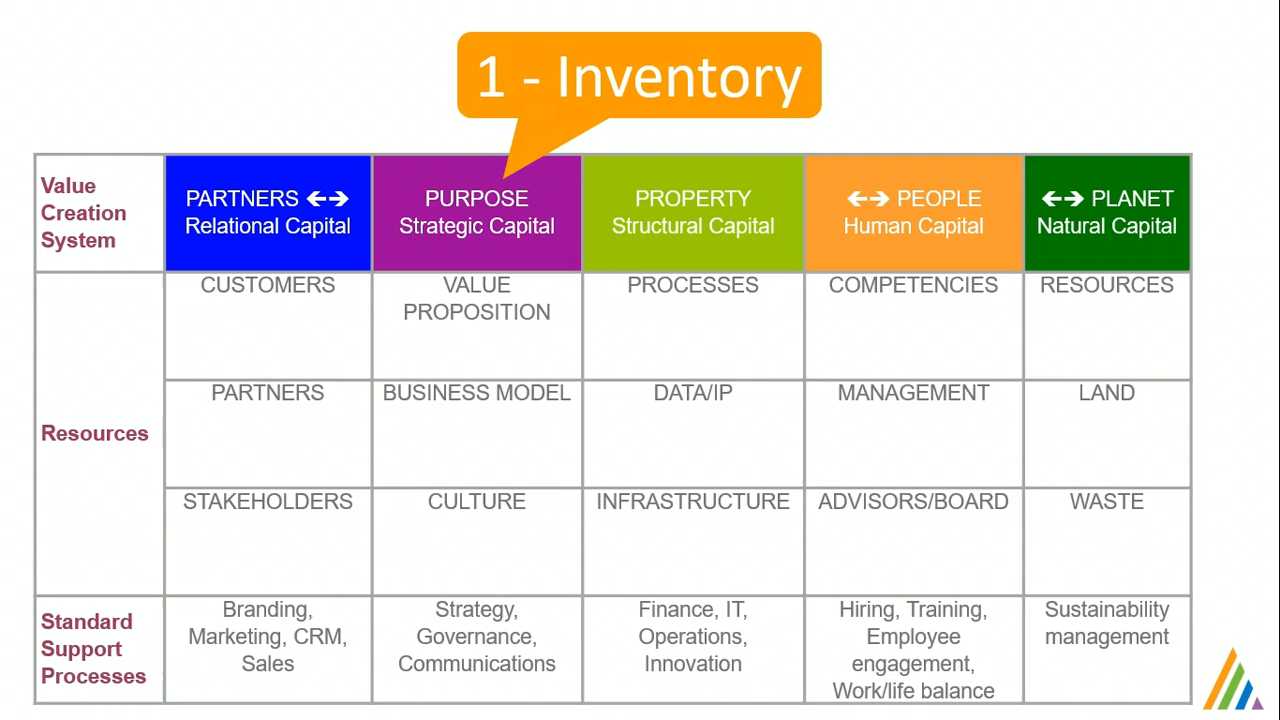 1 - Inventory
Value
Creation
System
PARTNERS ←→
Relational Capital
PURPOSE
Strategic Capital
PROPERTY
Structural Capital
←→ PEOPLE
Human Capital
←→ PLANET
Natural Capital
Resources
CUSTOMERS
VALUE
PROPOSITION
PROCESSES
COMPETENCIES
RESOURCES
PARTNERS
BUSINESS MODEL
DATA/IP
MANAGEMENT
LAND
STAKEHOLDERS
CULTURE
INFRASTRUCTURE
ADVISORS/BOARD
WASTE
Standard
Support
Processes
Branding,
Marketing, CRM,
Sales
Strategy,
Governance,
Communications
Finance, IT,
Operations,
Innovation
Hiring, Training,
Employee
engagement,
Work/life balance
Sustainability
management